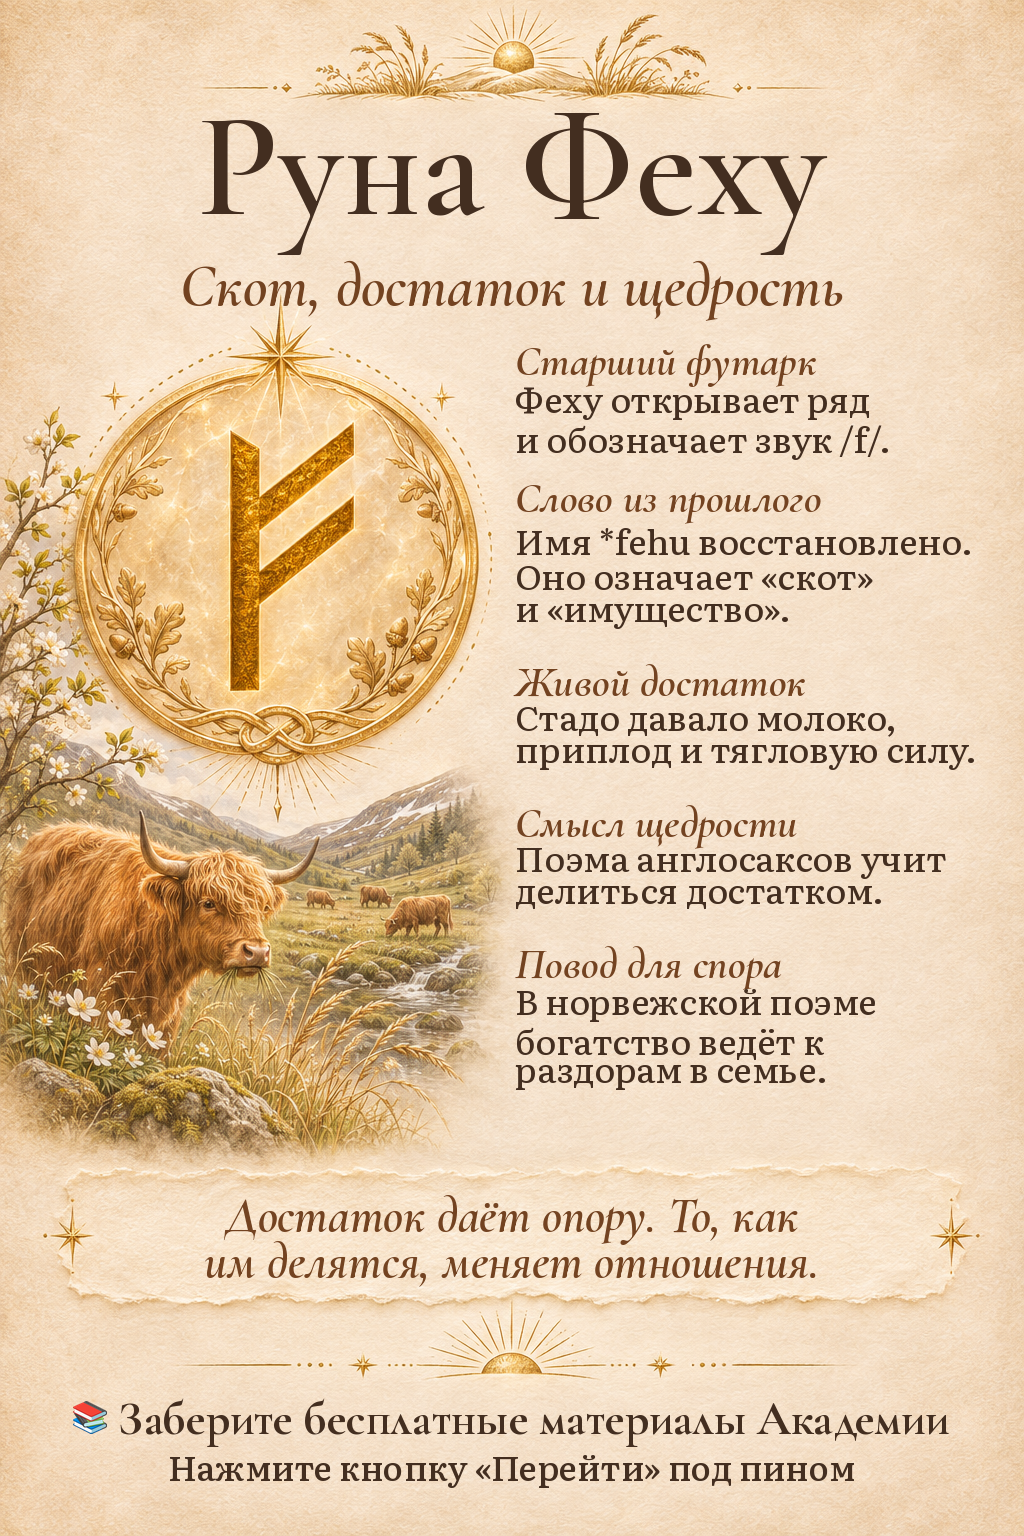 Руна Феху
Скот, достаток и щедрость
Старший футарк
Феху открывает ряд
и обозначает звук /f/.
Слово из прошлого
Имя *fehu восстановлено.
Оно означает «скот»
и «имущество».
Живой достаток
Стадо давало молоко,
приплод и тягловую силу.
Смысл щедрости
Поэма англосаксов учит
делиться достатком.
Повод для спора
В норвежской поэме
богатство ведёт к
раздорам в семье.
Достаток даёт опору. То, как
им делятся, меняет отношения.
📚 Заберите бесплатные материалы Академии
Нажмите кнопку «Перейти» под пином